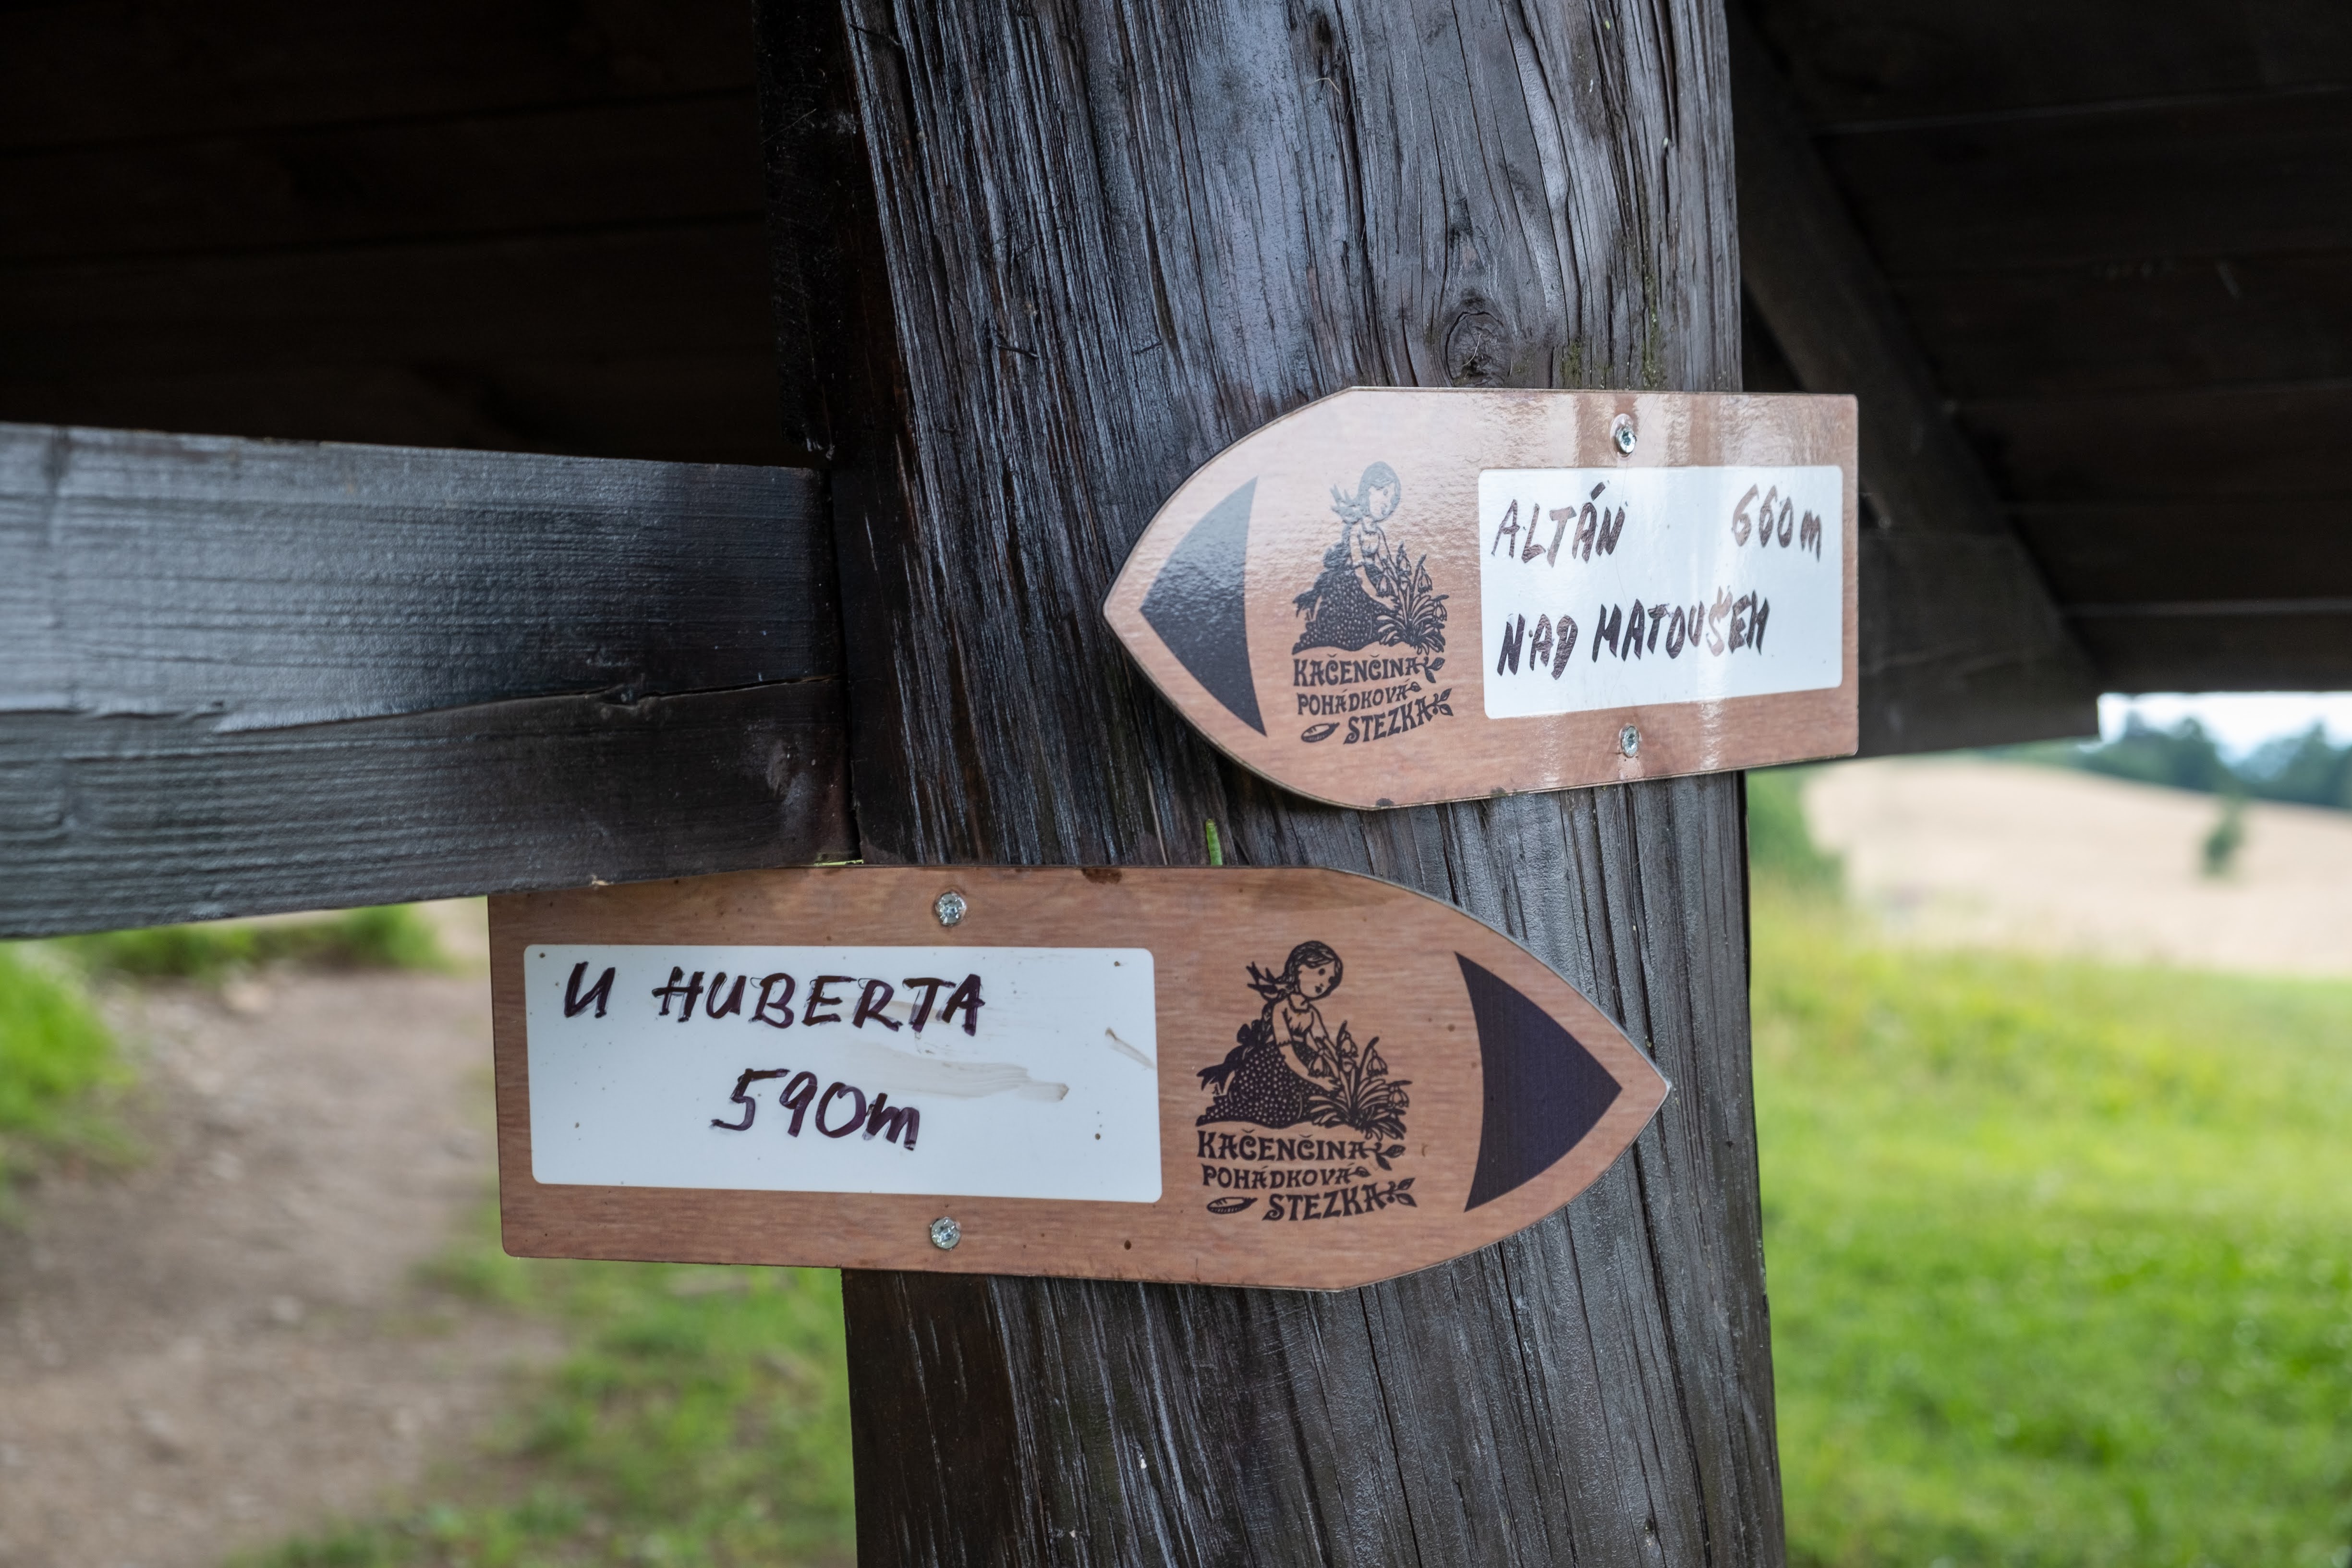 ALTÁN 660m
NAD MATOUŠEM
KAČENČINA
POHÁDKOVÁ
STEZKA
U HUBERTA
590m
KAČENČINA
POHÁDKOVÁ
STEZKA